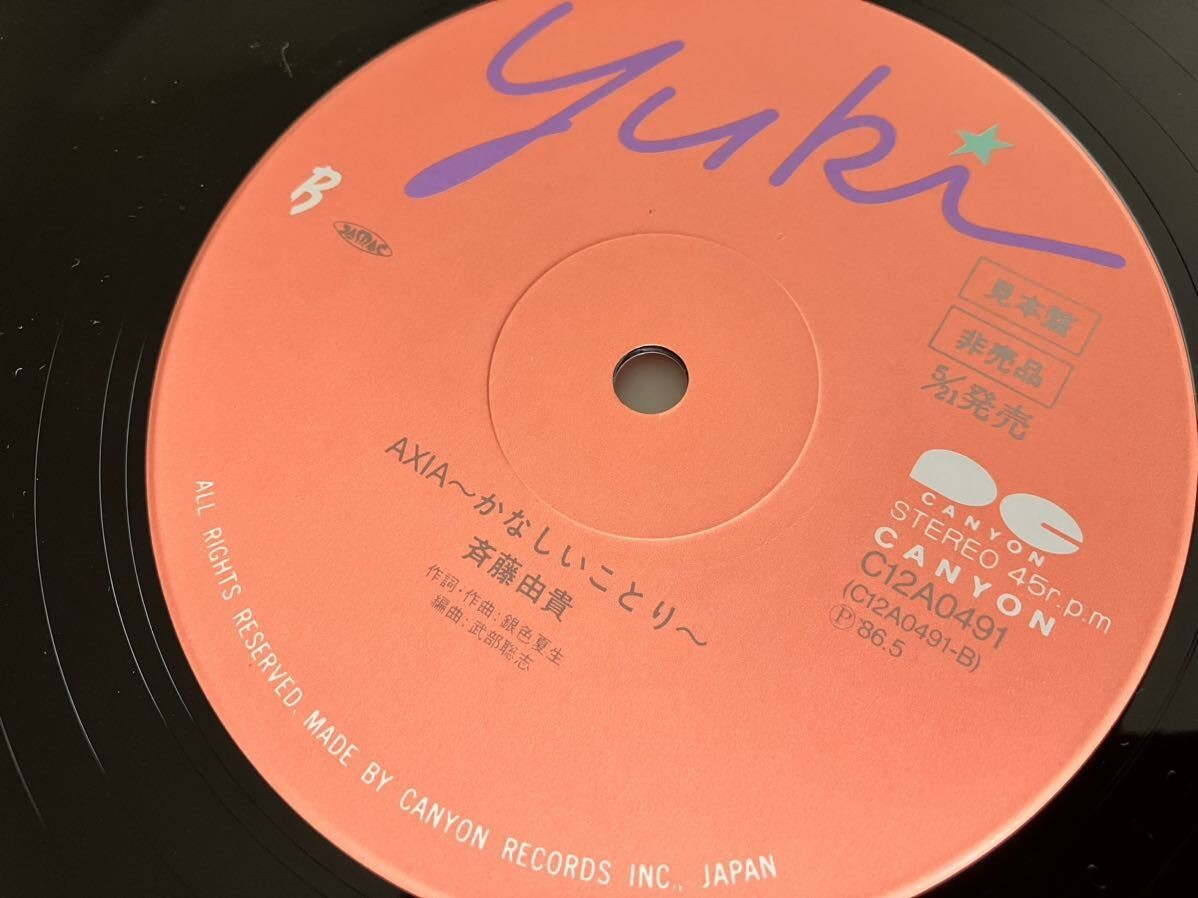 yuki
B
JASRAC
見本盤
非売品
5/21発売
CANYON
STEREO 45r.p.m
CANYON
C12A0491
(C12A0491-B)
Ⓟ'86.5
AXIA～かなしいことり～
斉藤由貴
作詞・作曲：銀色夏生
編曲：武部聡志
ALL RIGHTS RESERVED. MADE BY CANYON RECORDS INC., JAPAN